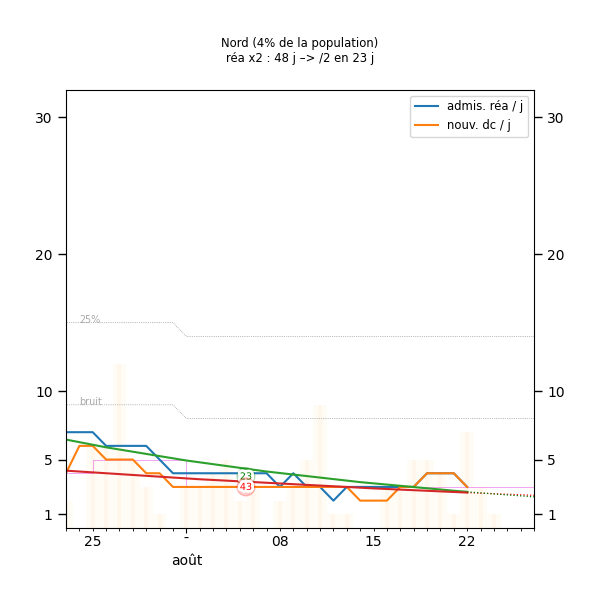 Nord (4% de la population)
réa x2 : 48 j –> /2 en 23 j
admis. réa / j
nouv. dc / j
30 30
20 20
25%
10 10
bruit
5 5
23
43
1 1
25 - 08 15 22
août